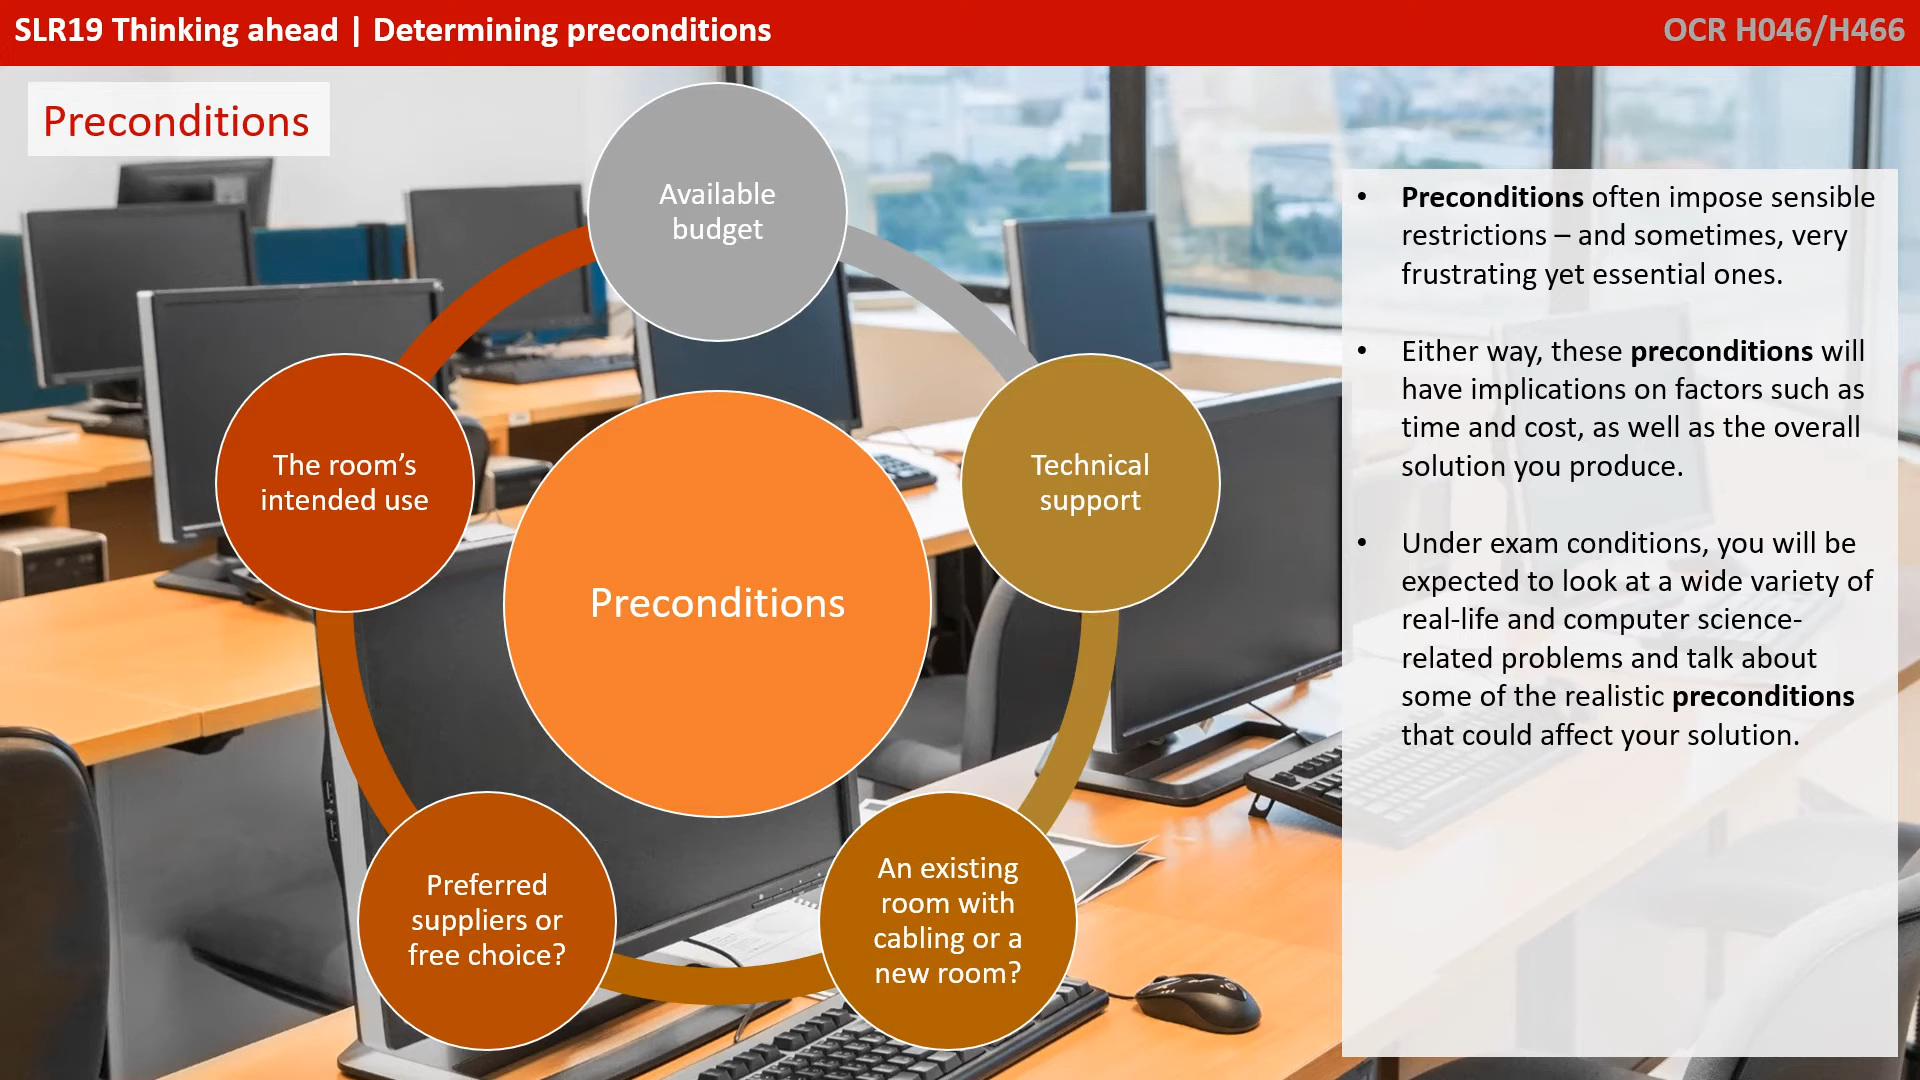 SLR19 Thinking ahead | Determining preconditions
OCR H046/H466
Preconditions
Available
budget
Technical
support
An existing
room with
cabling or a
new room?
Preferred
suppliers or
free choice?
The room’s
intended use
Preconditions
• Preconditions often impose sensible
restrictions – and sometimes, very
frustrating yet essential ones.
• Either way, these preconditions will
have implications on factors such as
time and cost, as well as the overall
solution you produce.
• Under exam conditions, you will be
expected to look at a wide variety of
real-life and computer science-
related problems and talk about
some of the realistic preconditions
that could affect your solution.